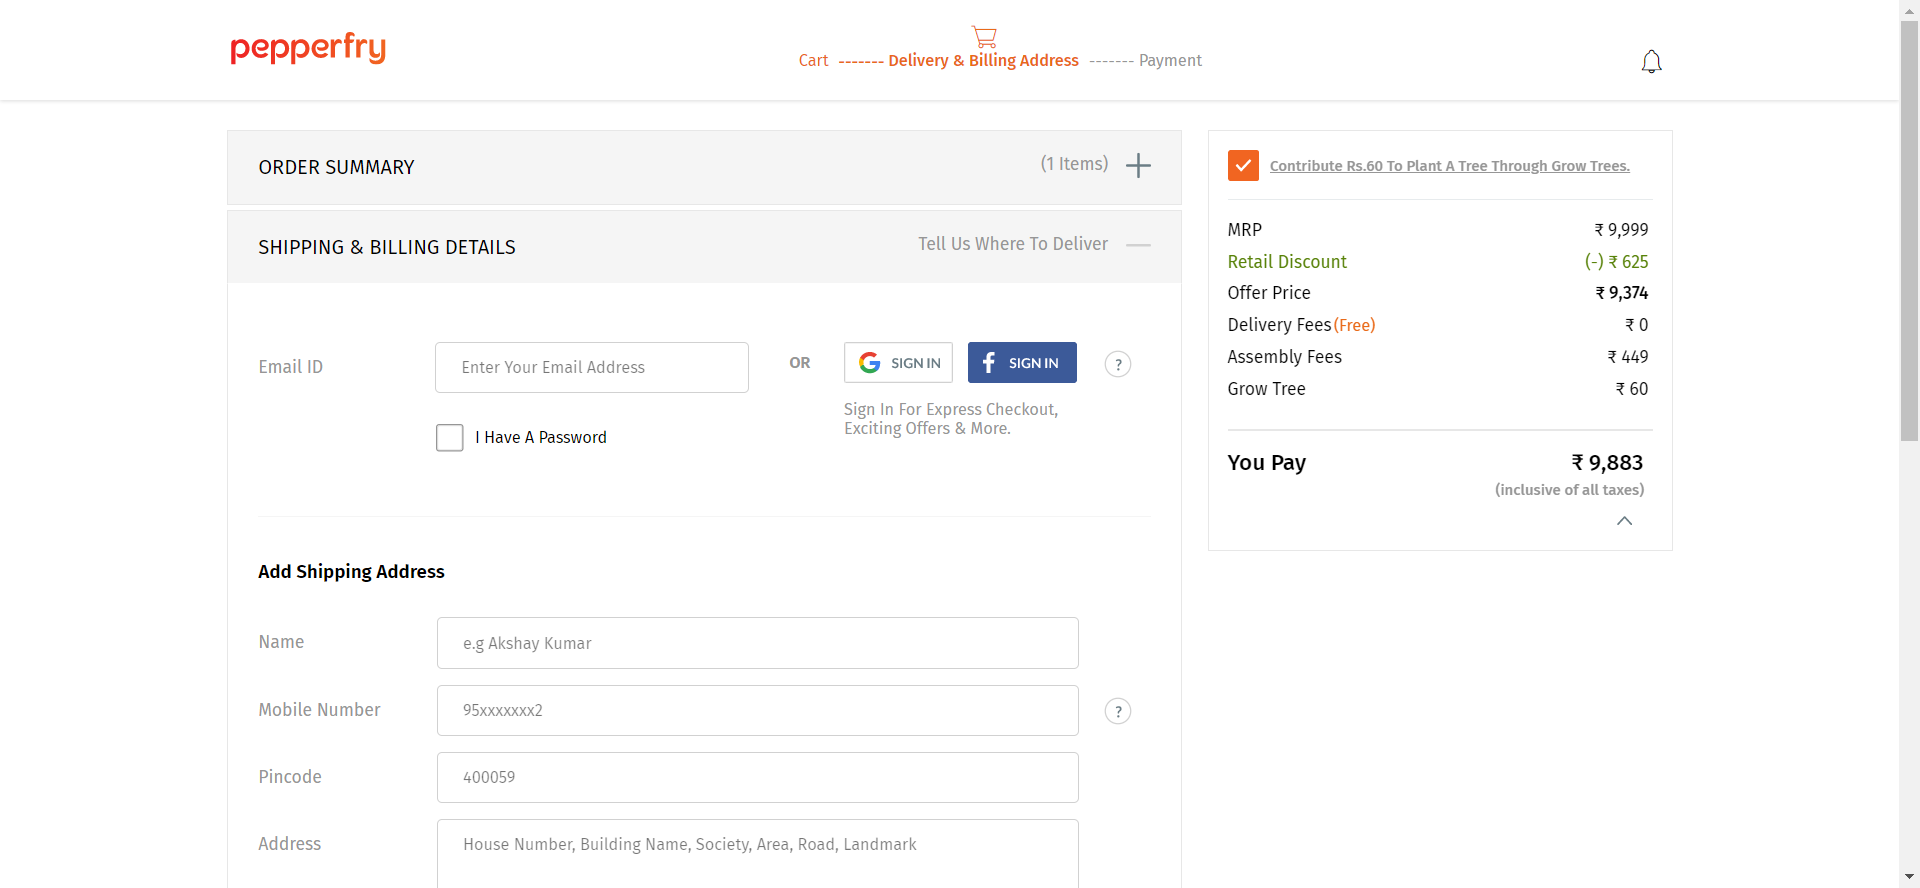 pepperfry
Cart ------- Delivery & Billing Address ------- Payment
ORDER SUMMARY (1 Items)
SHIPPING & BILLING DETAILS Tell Us Where To Deliver
Email ID Enter Your Email Address OR SIGN IN SIGN IN ?
Sign In For Express Checkout,
Exciting Offers & More.
I Have A Password
Add Shipping Address
Name e.g Akshay Kumar
Mobile Number 95xxxxxxx2 ?
Pincode 400059
Address House Number, Building Name, Society, Area, Road, Landmark
Contribute Rs.60 To Plant A Tree Through Grow Trees.
MRP ₹ 9,999
Retail Discount (-) ₹ 625
Offer Price ₹ 9,374
Delivery Fees(Free) ₹ 0
Assembly Fees ₹ 449
Grow Tree ₹ 60
You Pay ₹ 9,883
(inclusive of all taxes)